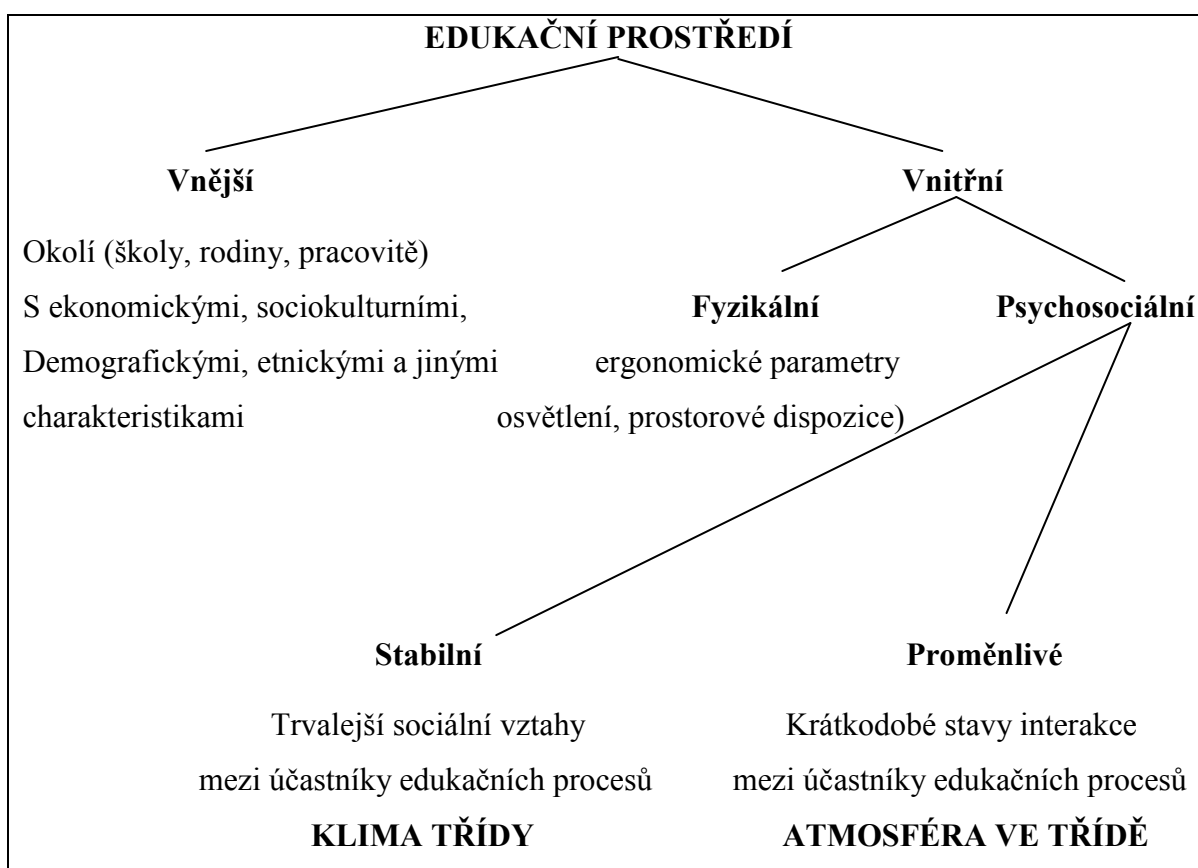 EDUKAČNÍ PROSTŘEDÍ
Vnější
Vnitřní
Okolí (školy, rodiny, pracovitě)
S ekonomickými, sociokulturními,
Demografickými, etnickými a jinými
charakteristikami
Fyzikální
ergonomické parametry
osvětlení, prostorové dispozice)
Psychosociální
Stabilní
Trvalejší sociální vztahy
mezi účastníky edukačních procesů
KLIMA TŘÍDY
Proměnlivé
Krátkodobé stavy interakce
mezi účastníky edukačních procesů
ATMOSFÉRA VE TŘÍDĚ